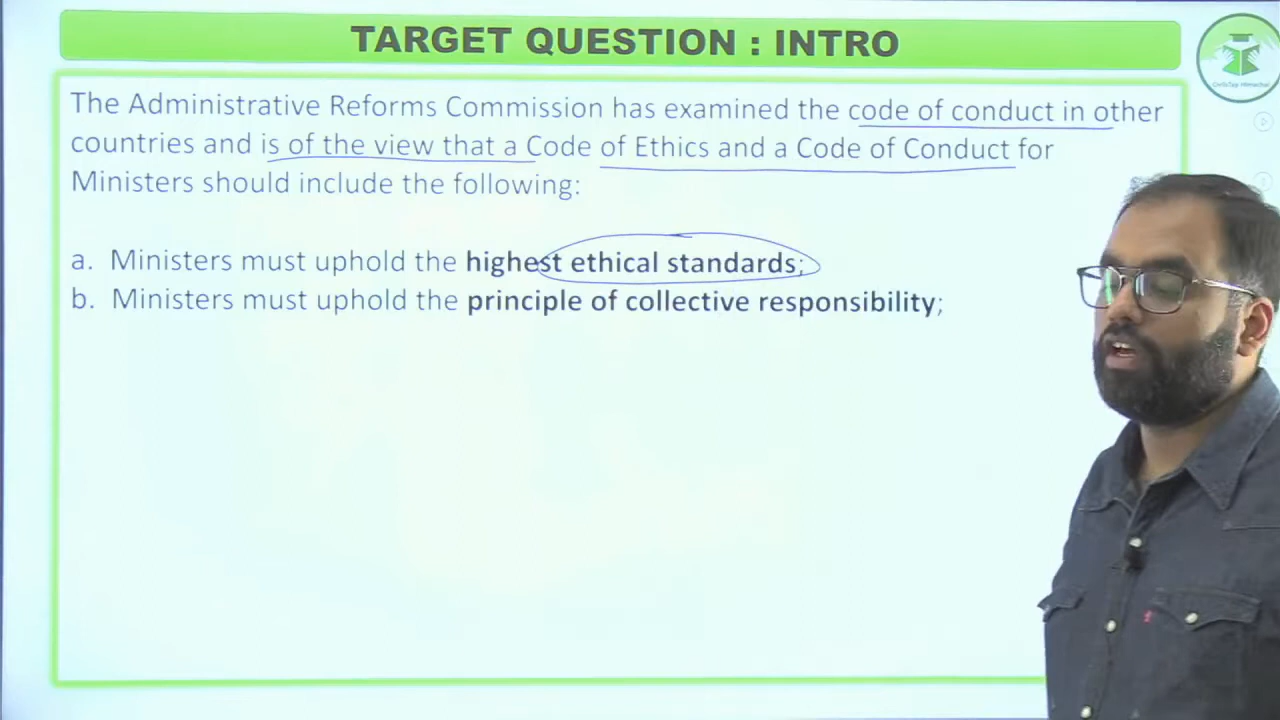 TARGET QUESTION : INTRO
The Administrative Reforms Commission has examined the code of conduct in other
countries and is of the view that a Code of Ethics and a Code of Conduct for
Ministers should include the following:
a. Ministers must uphold the highest ethical standards;
b. Ministers must uphold the principle of collective responsibility;
CivilsTap Himachal